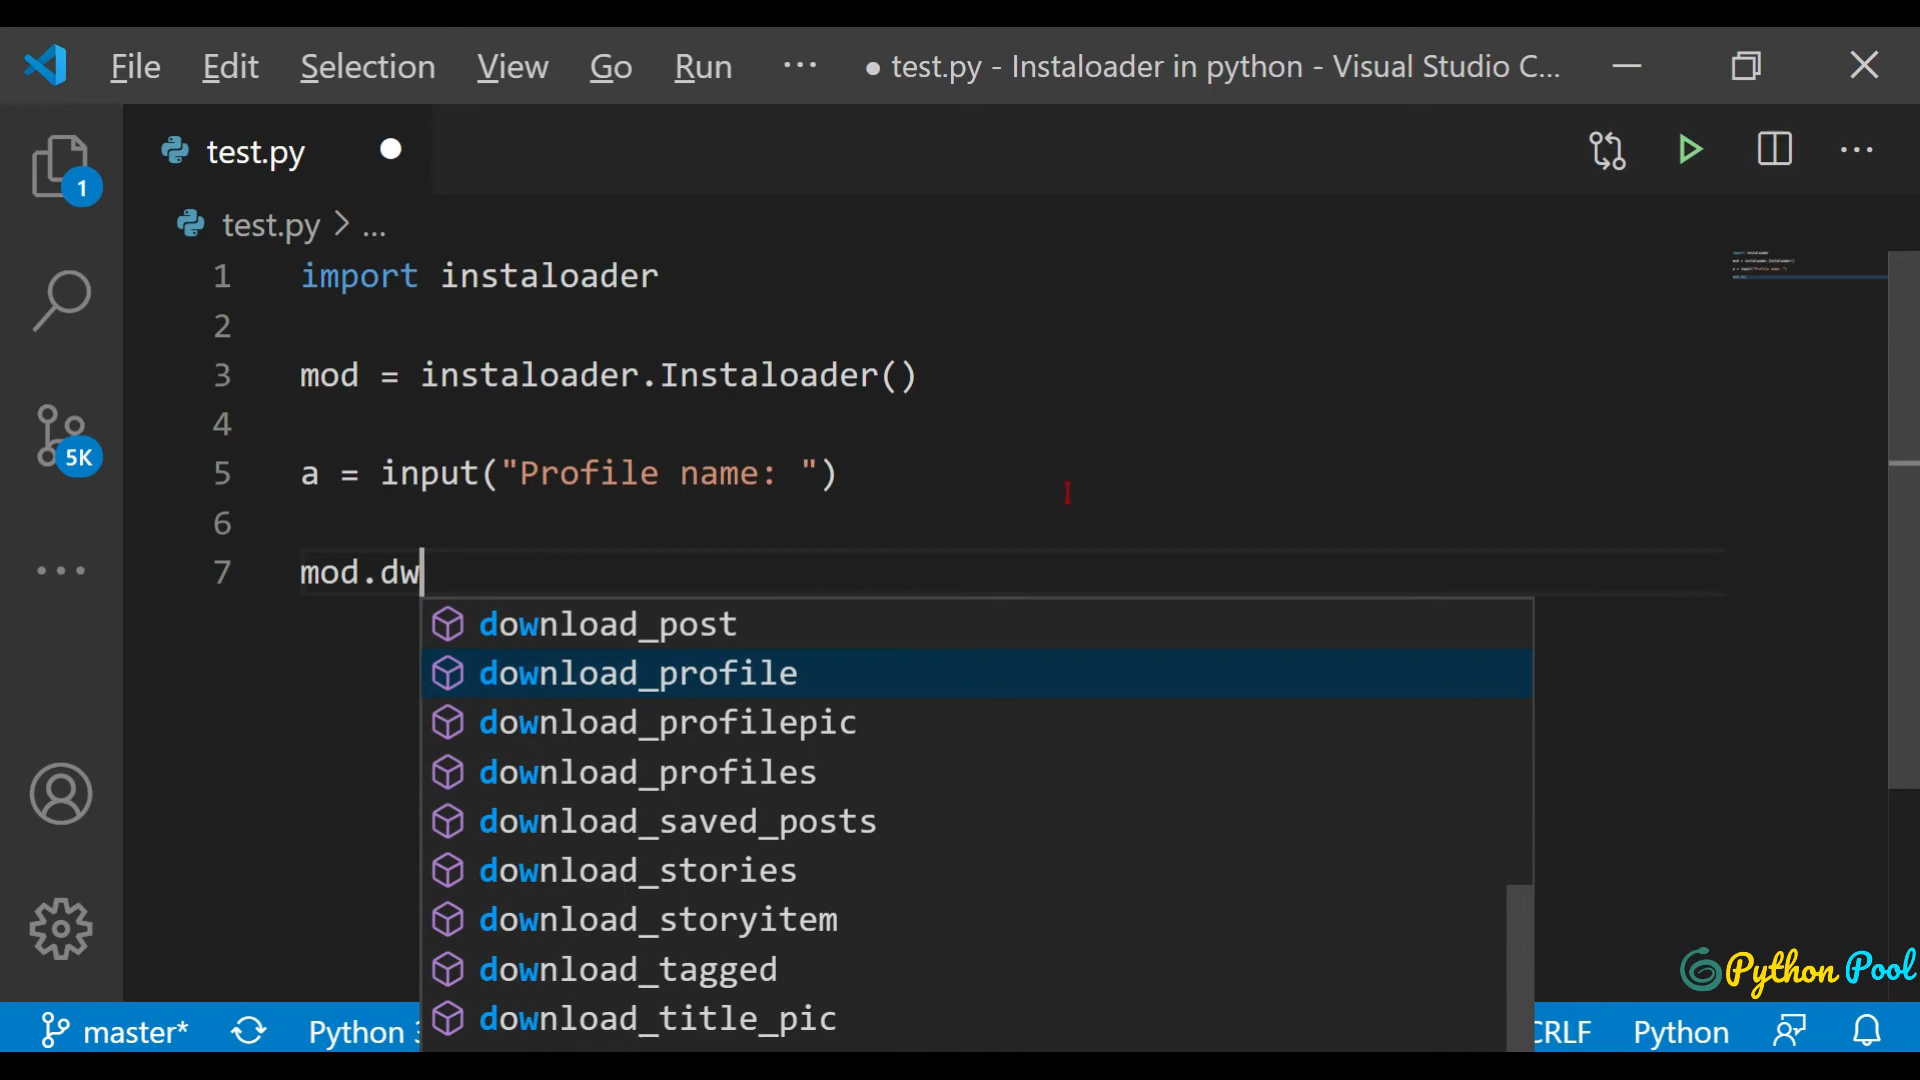 File Edit Selection View Go Run ··· ● test.py - Instaloader in python - Visual Studio C...
test.py
1
test.py > ...
1 import instaloader
2
3 mod = instaloader.Instaloader()
4
5 a = input("Profile name: ")
6
7 mod.dw
5K
download_post
download_profile
download_profilepic
download_profiles
download_saved_posts
download_stories
download_storyitem
download_tagged
download_title_pic
Python Pool
master* Python CRLF Python